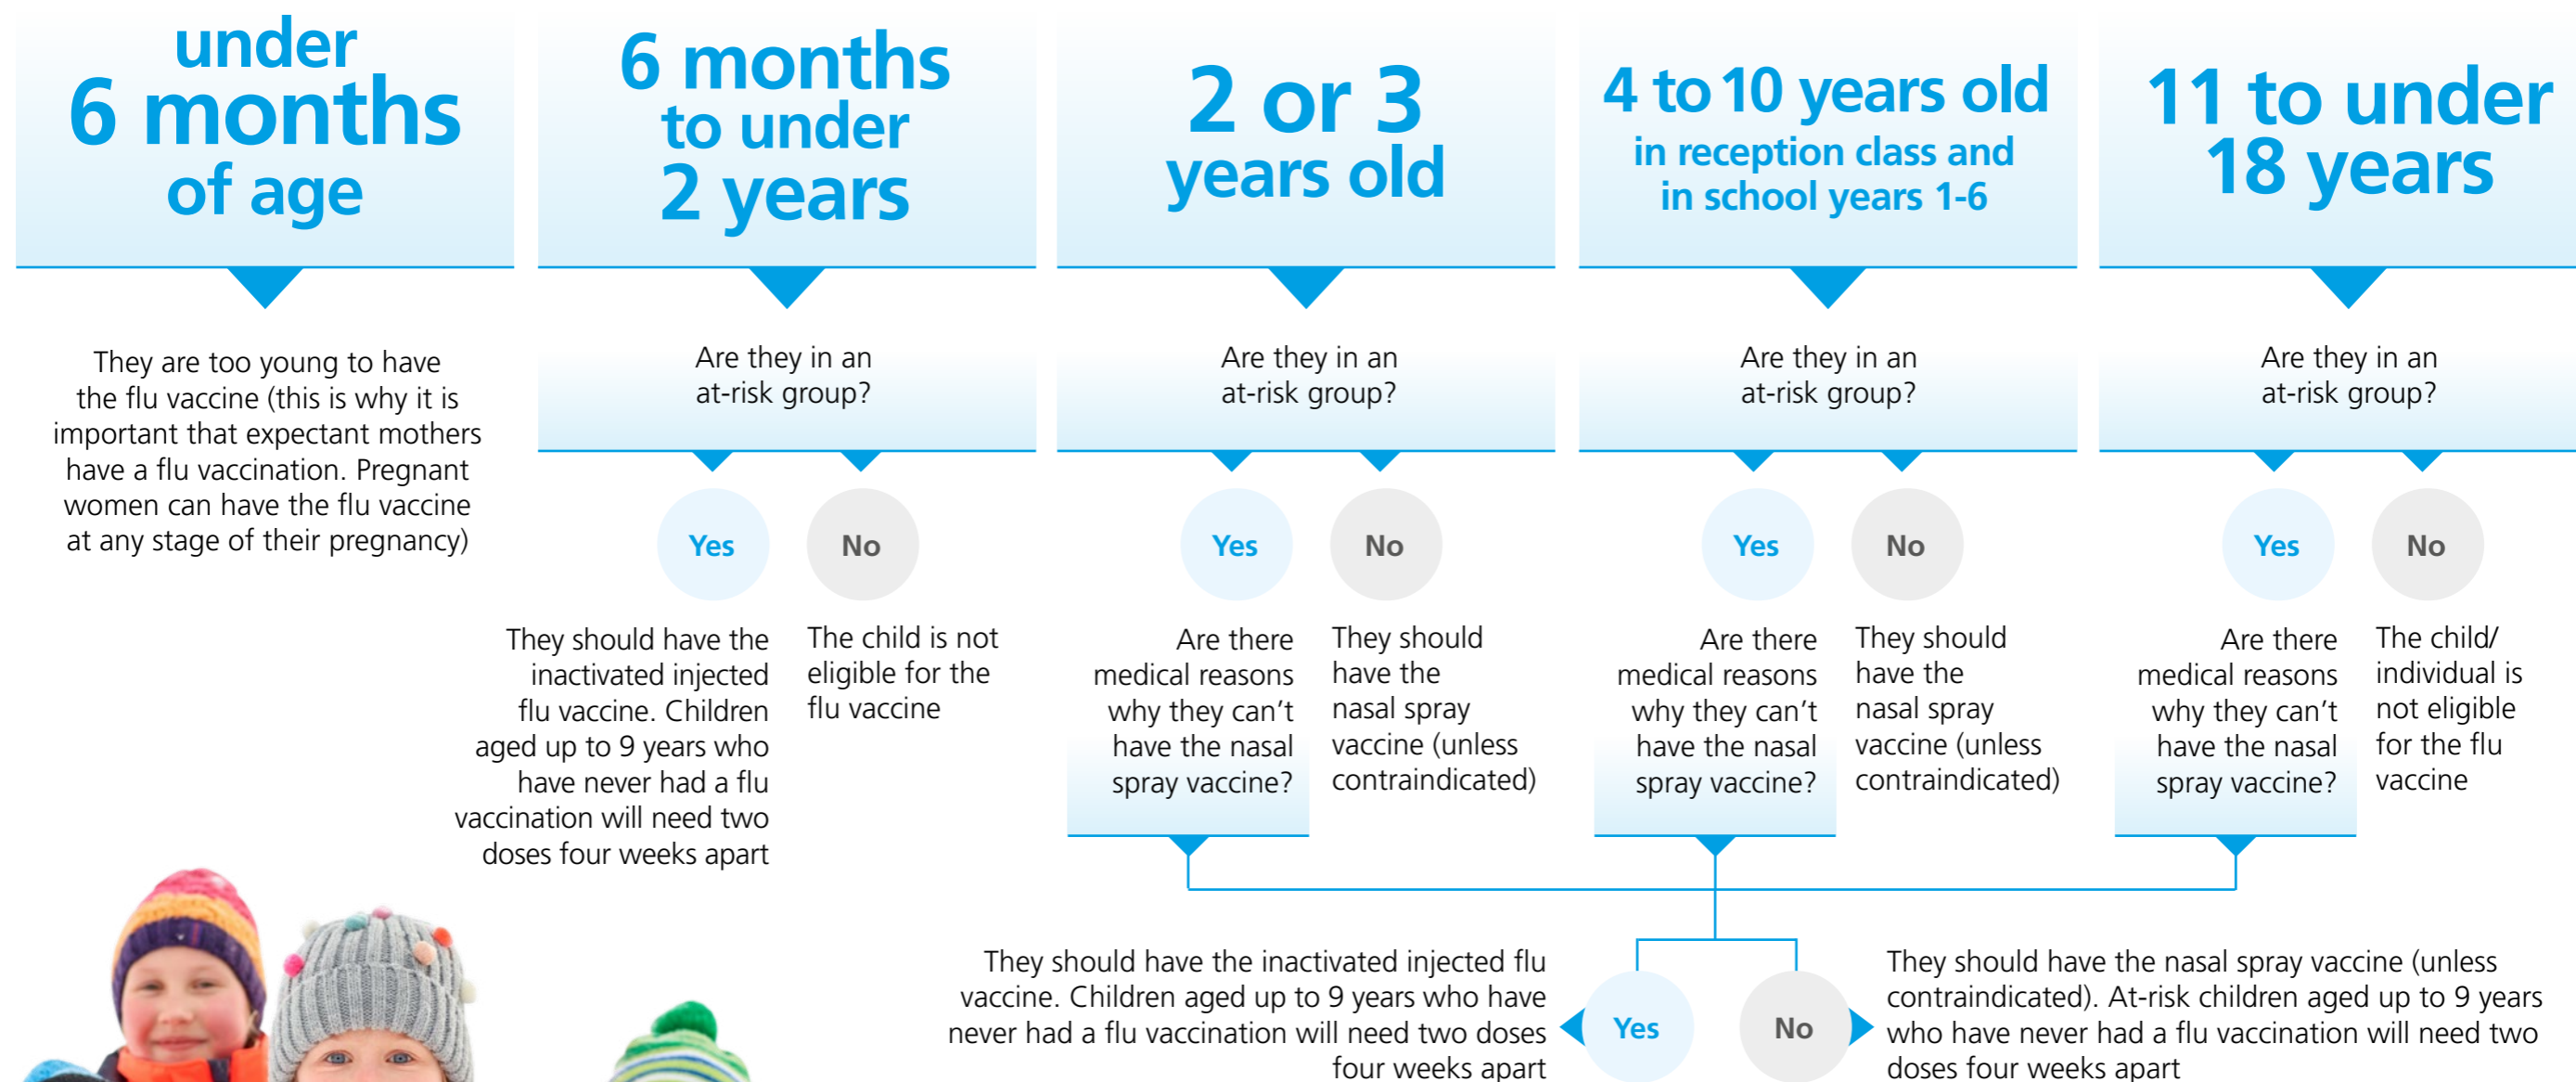 under
6 months
of age
They are too young to have
the flu vaccine (this is why it is
important that expectant mothers
have a flu vaccination. Pregnant
women can have the flu vaccine
at any stage of their pregnancy)
6 months
to under
2 years
Are they in an
at-risk group?
Yes
They should have the
inactivated injected
flu vaccine. Children
aged up to 9 years who
have never had a flu
vaccination will need two
doses four weeks apart
No
The child is not
eligible for the
flu vaccine
2 or 3
years old
Are they in an
at-risk group?
Yes
Are there
medical reasons
why they can't
have the nasal
spray vaccine?
No
They should
have the
nasal spray
vaccine (unless
contraindicated)
4 to 10 years old
in reception class and
in school years 1-6
Are they in an
at-risk group?
Yes
Are there
medical reasons
why they can't
have the nasal
spray vaccine?
No
They should
have the
nasal spray
vaccine (unless
contraindicated)
11 to under
18 years
Are they in an
at-risk group?
Yes
Are there
medical reasons
why they can't
have the nasal
spray vaccine?
No
The child/
individual is
not eligible
for the flu
vaccine
Yes
They should have the inactivated injected flu
vaccine. Children aged up to 9 years who have
never had a flu vaccination will need two doses
four weeks apart
No
They should have the nasal spray vaccine (unless
contraindicated). At-risk children aged up to 9 years
who have never had a flu vaccination will need two
doses four weeks apart